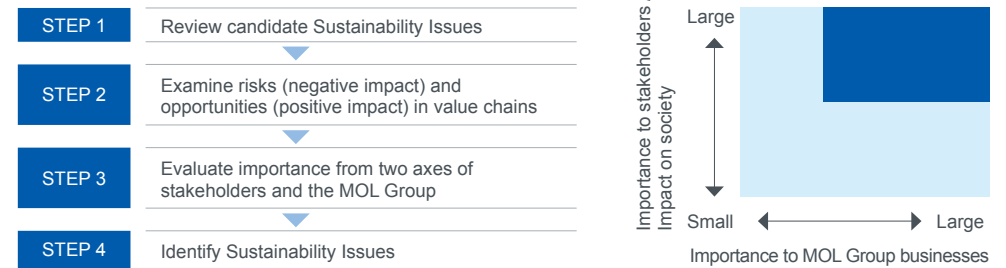 STEP 1
Review candidate Sustainability Issues
STEP 2
Examine risks (negative impact) and
opportunities (positive impact) in value chains
STEP 3
Evaluate importance from two axes of
stakeholders and the MOL Group
STEP 4
Identify Sustainability Issues
Importance to stakeholders
Impact on society
Large
Small
Large
Importance to MOL Group businesses